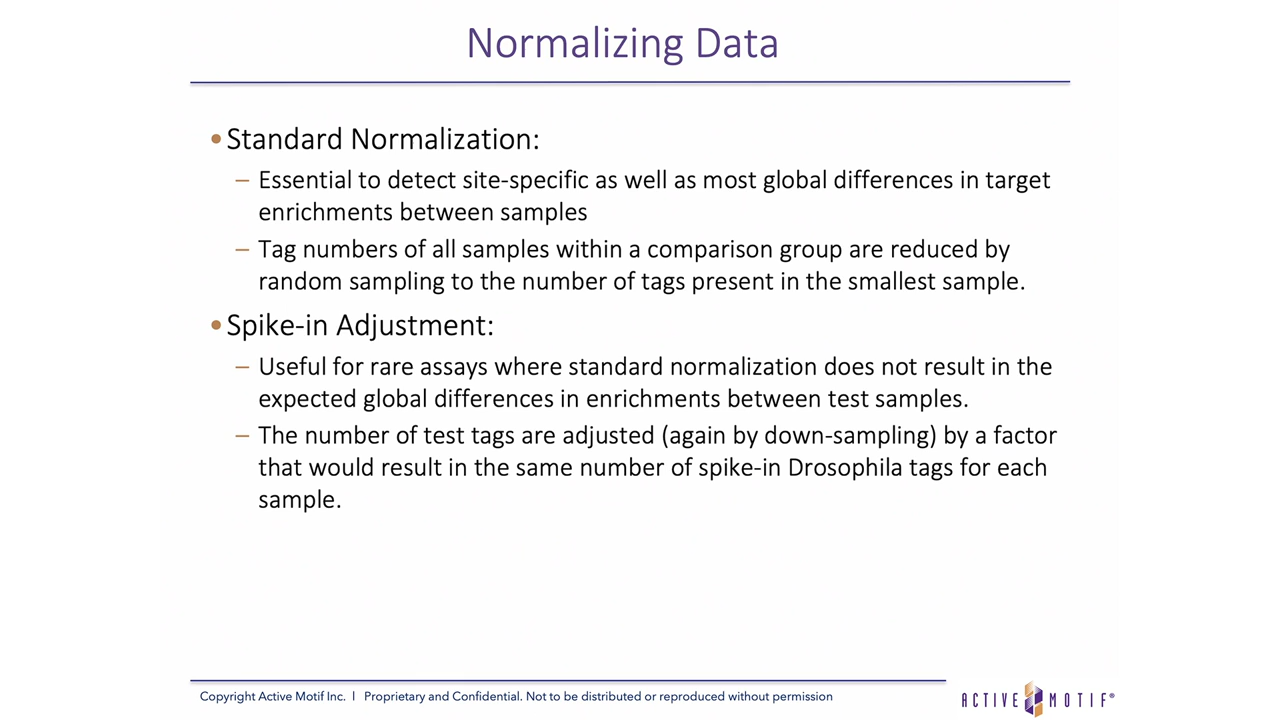 Normalizing Data
•Standard Normalization:
– Essential to detect site-specific as well as most global differences in target
enrichments between samples
– Tag numbers of all samples within a comparison group are reduced by
random sampling to the number of tags present in the smallest sample.
•Spike-in Adjustment:
– Useful for rare assays where standard normalization does not result in the
expected global differences in enrichments between test samples.
– The number of test tags are adjusted (again by down-sampling) by a factor
that would result in the same number of spike-in Drosophila tags for each
sample.
Copyright Active Motif Inc. | Proprietary and Confidential. Not to be distributed or reproduced without permission
ACTIVE MOTIF®